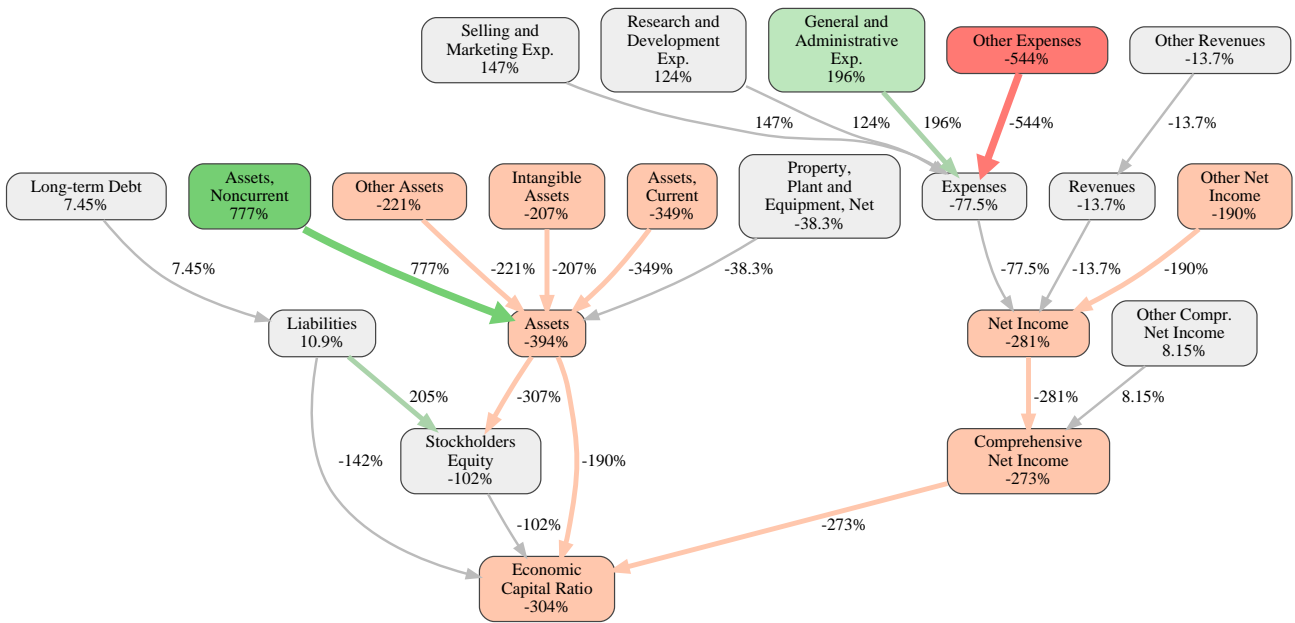 Selling and
Marketing Exp.
147%
Research and
Development
Exp.
124%
General and
Administrative
Exp.
196%
Other Expenses
-544%
Other Revenues
-13.7%
147%
124%
196%
-544%
-13.7%
Long-term Debt
7.45%
Assets,
Noncurrent
777%
Other Assets
-221%
Intangible
Assets
-207%
Assets,
Current
-349%
Property,
Plant and
Equipment, Net
-38.3%
Expenses
-77.5%
Revenues
-13.7%
Other Net
Income
-190%
7.45%
777%
-221%
-207%
-349%
-38.3%
-77.5%
-13.7%
-190%
Liabilities
10.9%
Assets
-394%
Net Income
-281%
Other Compr.
Net Income
8.15%
205%
-307%
-281%
8.15%
-142%
Stockholders
Equity
-102%
-190%
Comprehensive
Net Income
-273%
-102%
-273%
Economic
Capital Ratio
-304%